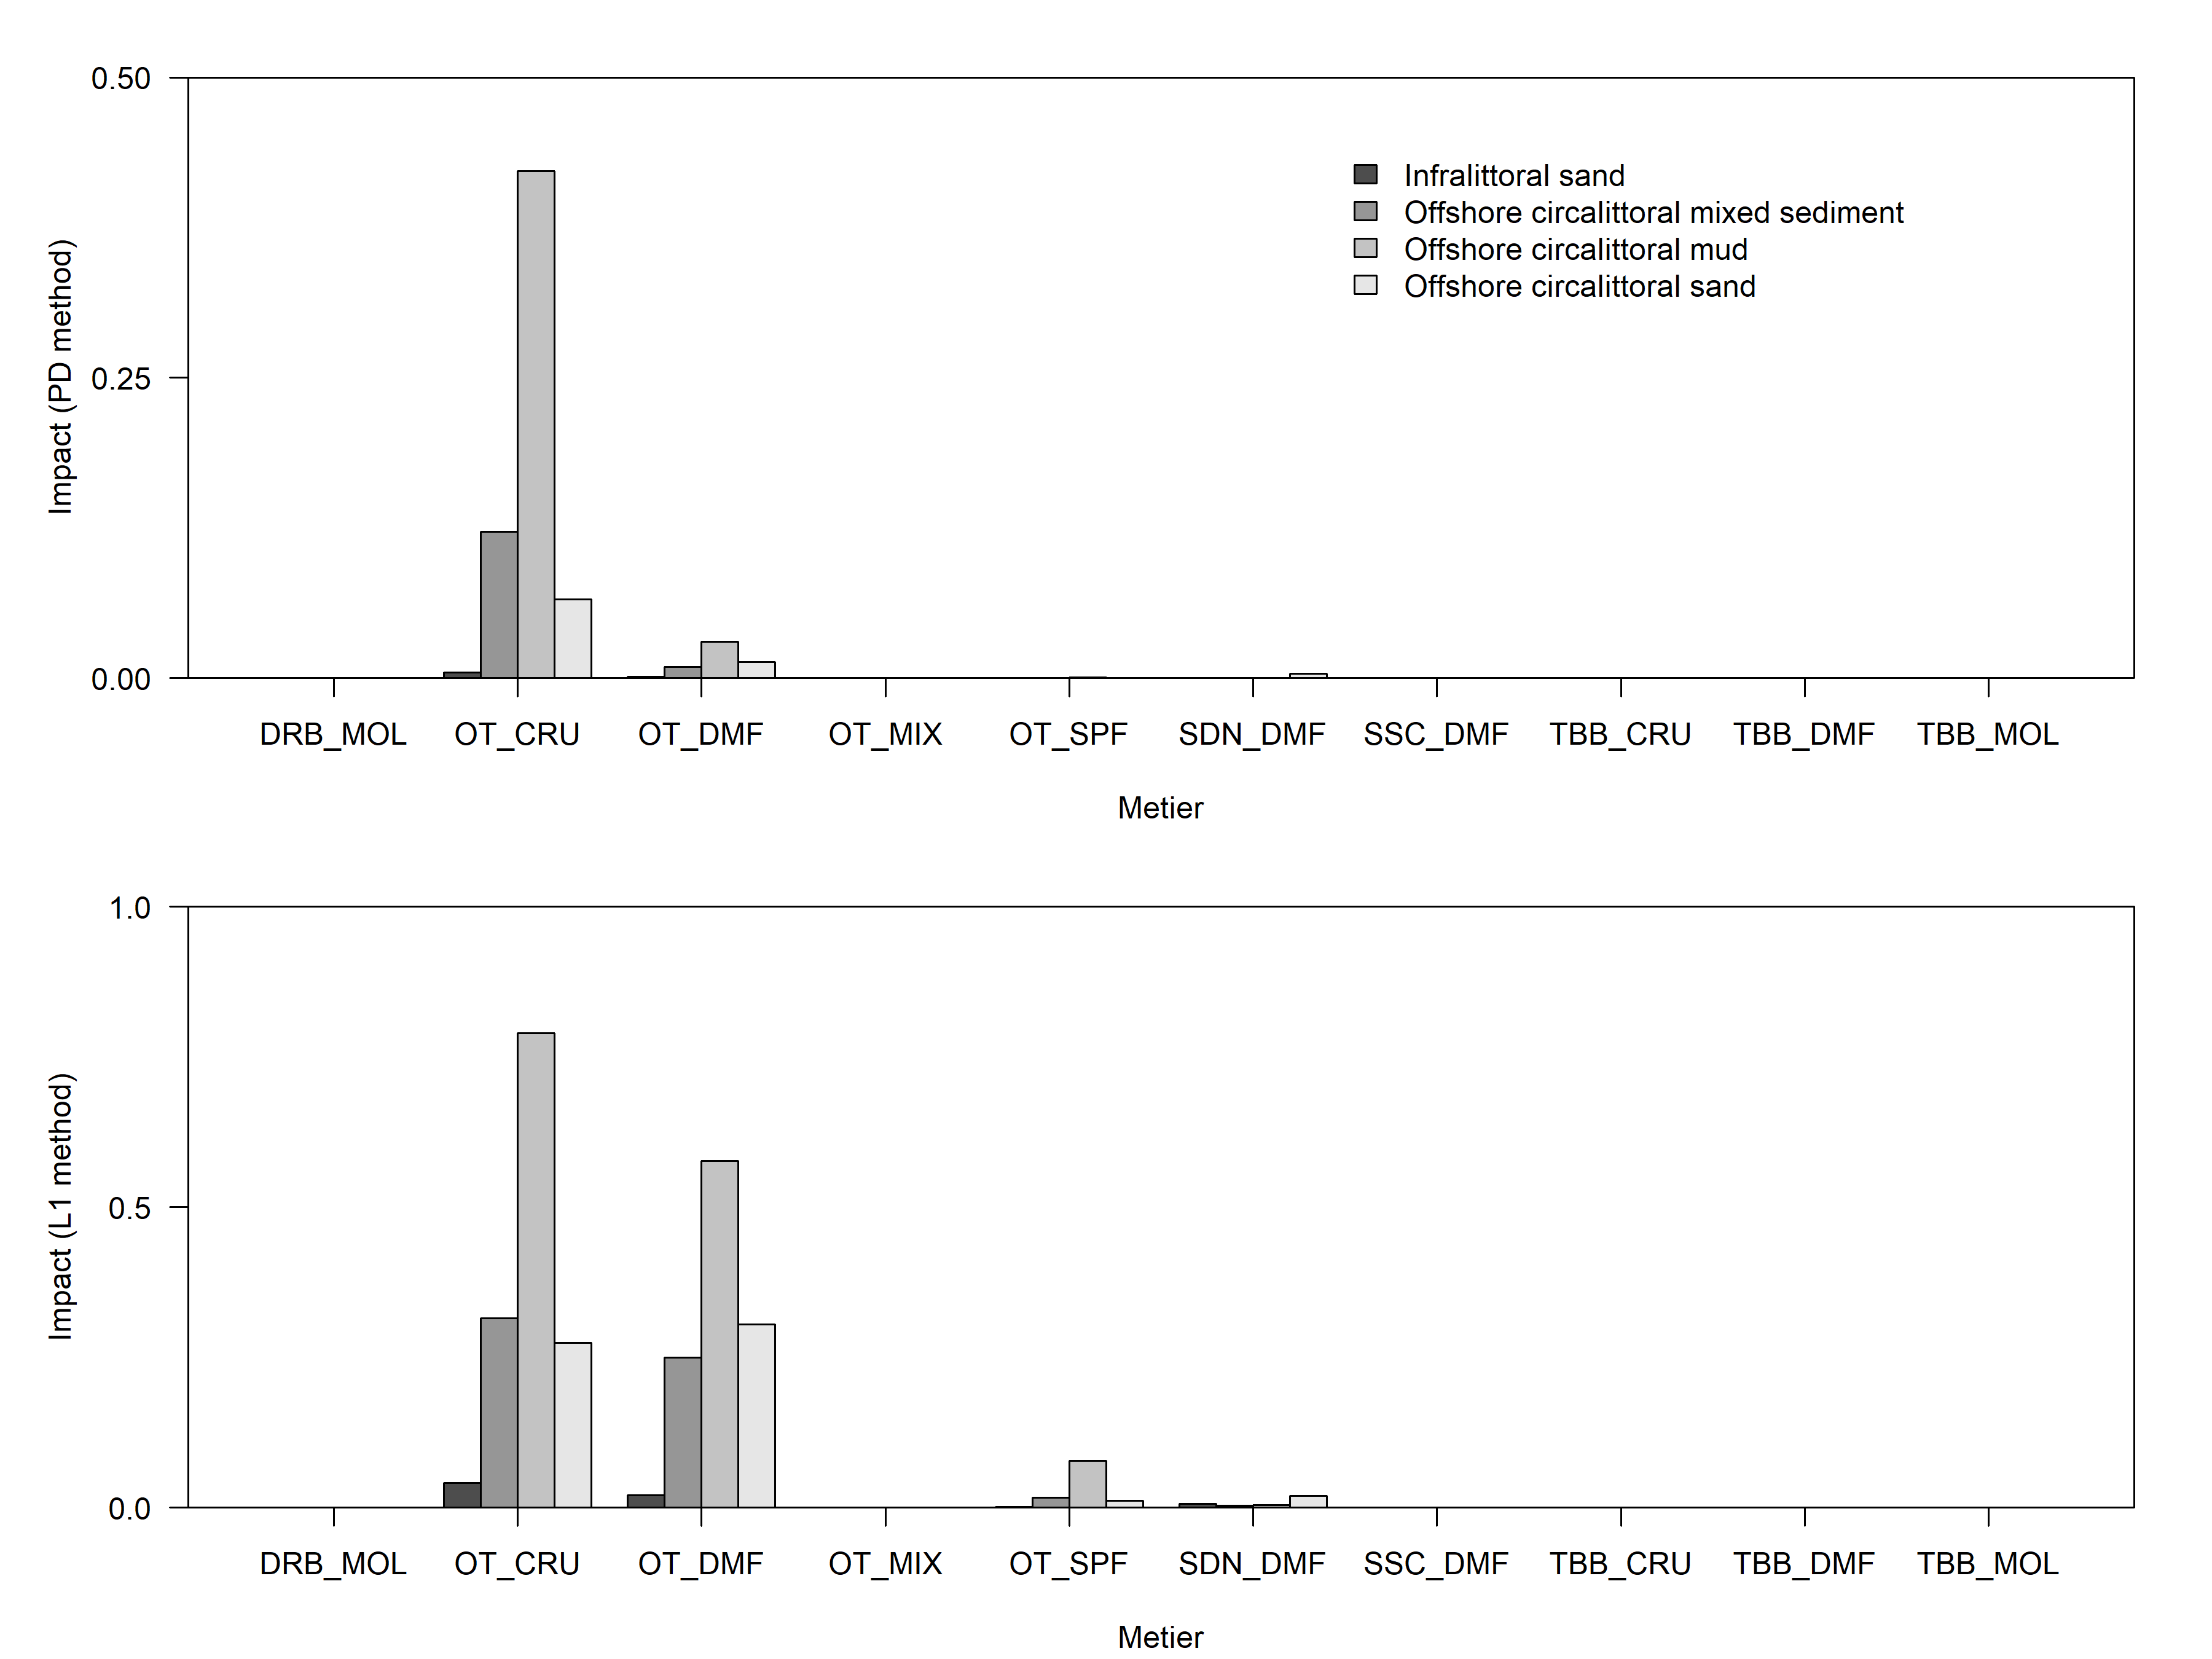 Impact (PD method)
0.50
0.25
0.00
Infralittoral sand
Offshore circalittoral mixed sediment
Offshore circalittoral mud
Offshore circalittoral sand
DRB_MOL OT_CRU OT_DMF OT_MIX OT_SPF SDN_DMF SSC_DMF TBB_CRU TBB_DMF TBB_MOL
Metier
Impact (L1 method)
1.0
0.5
0.0
DRB_MOL OT_CRU OT_DMF OT_MIX OT_SPF SDN_DMF SSC_DMF TBB_CRU TBB_DMF TBB_MOL
Metier